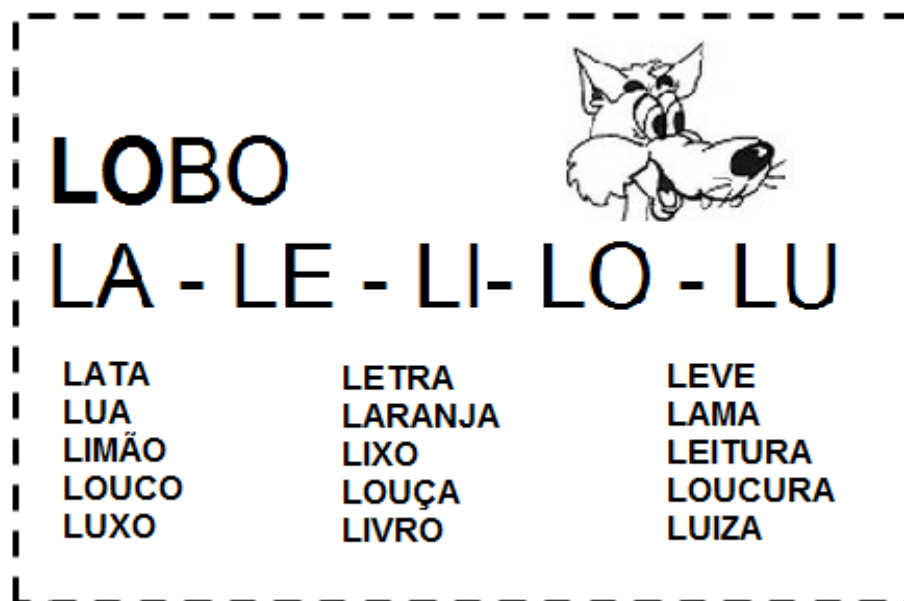 LOBO
LA - LE - LI- LO - LU
LATA
LUA
LIMÃO
LOUCO
LUXO
LETRA
LARANJA
LIXO
LOUÇA
LIVRO
LEVE
LAMA
LEITURA
LOUCURA
LUIZA